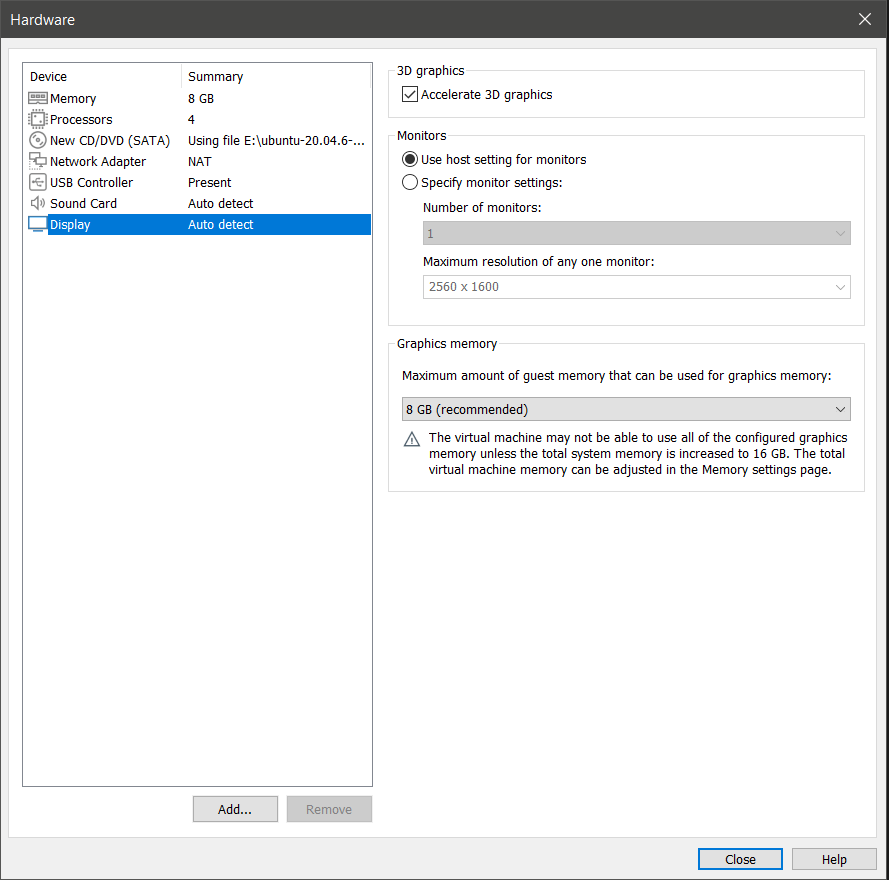 Hardware
Device Summary
Memory 8 GB
Processors 4
New CD/DVD (SATA) Using file E:\ubuntu-20.04.6-...
Network Adapter NAT
USB Controller Present
Sound Card Auto detect
Display Auto detect
Add...
Remove
3D graphics
Accelerate 3D graphics
Monitors
Use host setting for monitors
Specify monitor settings:
Number of monitors:
1
Maximum resolution of any one monitor:
2560 x 1600
Graphics memory
Maximum amount of guest memory that can be used for graphics memory:
8 GB (recommended)
The virtual machine may not be able to use all of the configured graphics
memory unless the total system memory is increased to 16 GB. The total
virtual machine memory can be adjusted in the Memory settings page.
Close
Help